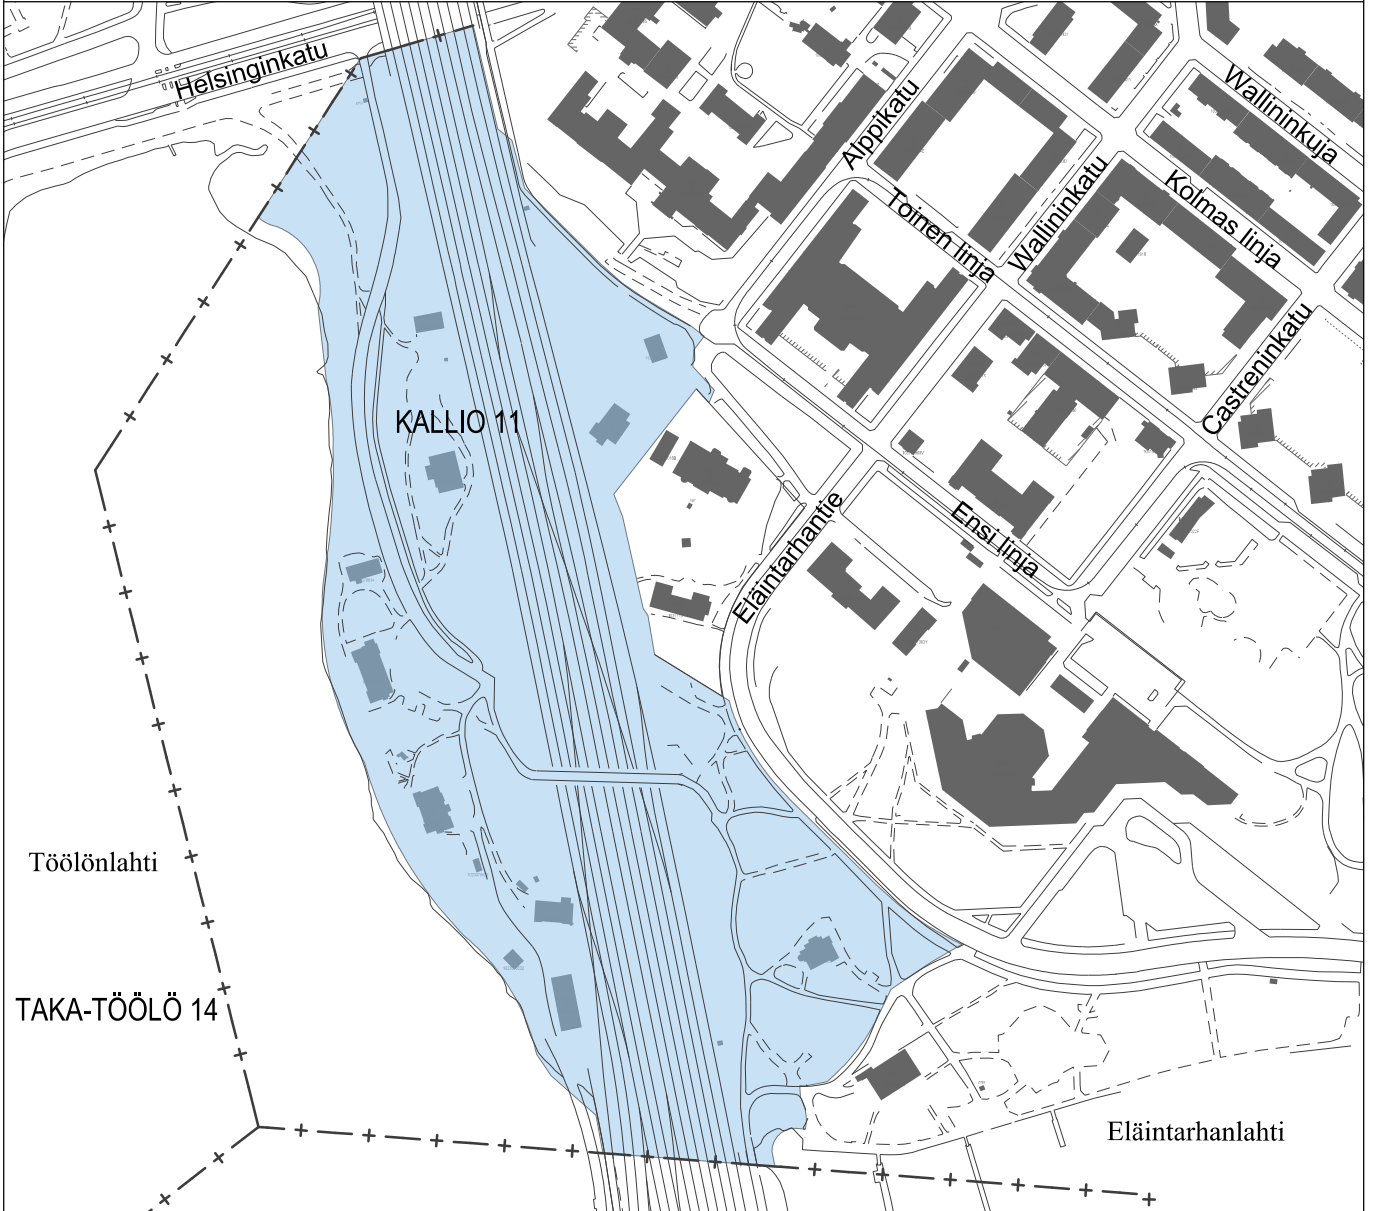 Helsinginkatu
Wallininkuja
Alppikatu
Kolmas linja
Toinen linja
Wallininkatu
Castreninkatu
KALLIO 11
Ensi linja
Eläintarhantie
Töölönlahti
TAKA-TÖÖLÖ 14
Eläintarhanlahti